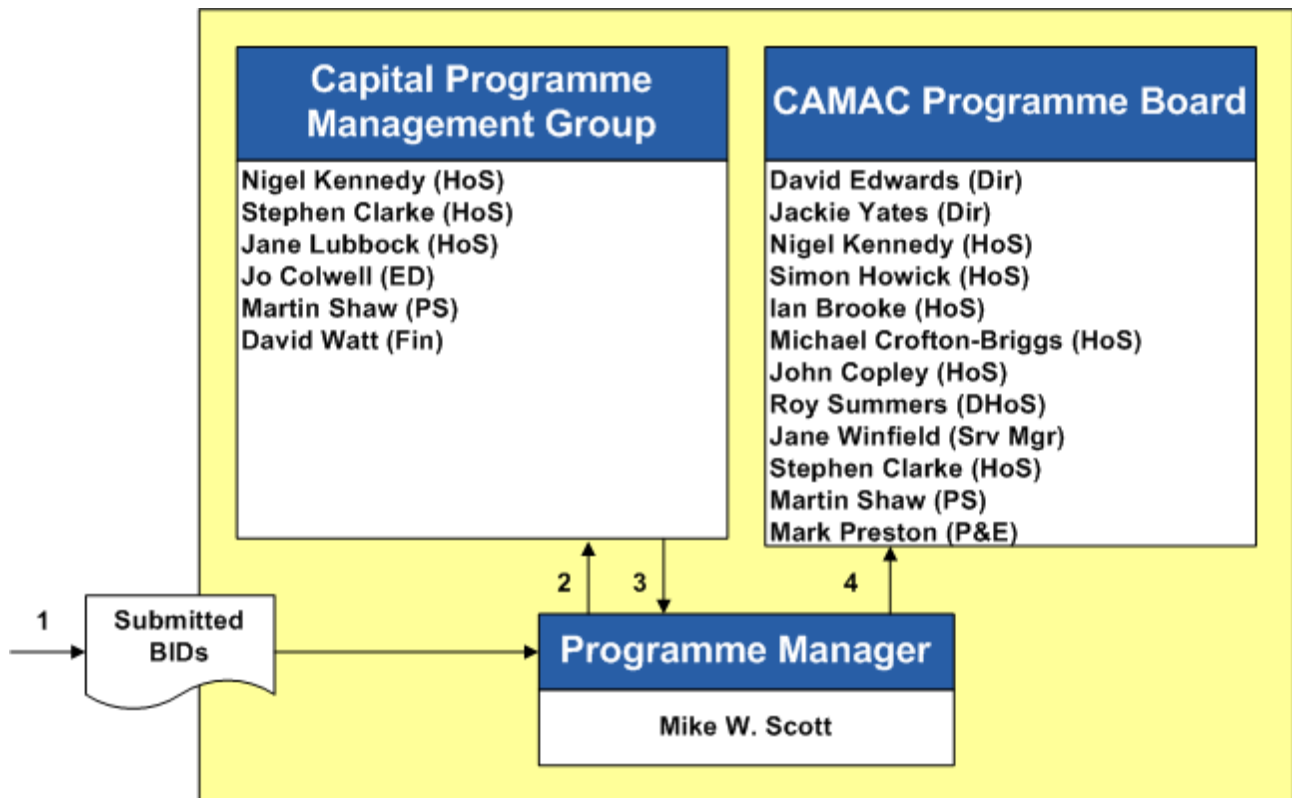 Capital Programme
Management Group
Nigel Kennedy (HoS)
Stephen Clarke (HoS)
Jane Lubbock (HoS)
Jo Colwell (ED)
Martin Shaw (PS)
David Watt (Fin)
CAMAC Programme Board
David Edwards (Dir)
Jackie Yates (Dir)
Nigel Kennedy (HoS)
Simon Howick (HoS)
Ian Brooke (HoS)
Michael Crofton-Briggs (HoS)
John Copley (HoS)
Roy Summers (DHoS)
Jane Winfield (Srv Mgr)
Stephen Clarke (HoS)
Martin Shaw (PS)
Mark Preston (P&E)
2
3
4
1
Submitted
BIDs
Programme Manager
Mike W. Scott